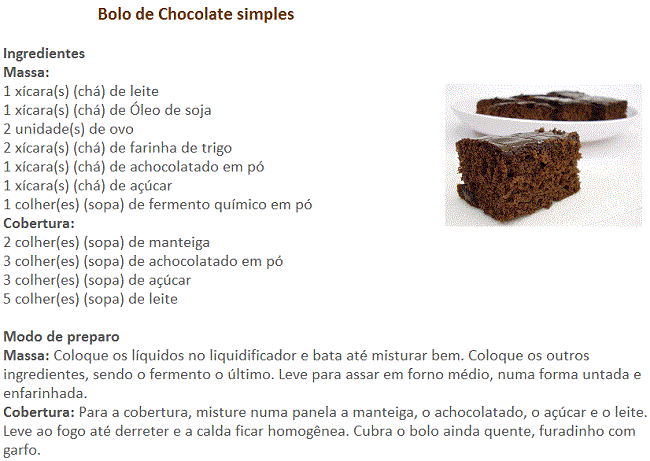 Bolo de Chocolate simples
Ingredientes
Massa:
1 xícara(s) (chá) de leite
1 xícara(s) (chá) de Óleo de soja
2 unidade(s) de ovo
2 xícara(s) (chá) de farinha de trigo
1 xícara(s) (chá) de achocolatado em pó
1 xícara(s) (chá) de açúcar
1 colher(es) (sopa) de fermento químico em pó
Cobertura:
2 colher(es) (sopa) de manteiga
3 colher(es) (sopa) de achocolatado em pó
3 colher(es) (sopa) de açúcar
5 colher(es) (sopa) de leite
Modo de preparo
Massa: Coloque os líquidos no liquidificador e bata até misturar bem. Coloque os outros
ingredientes, sendo o fermento o último. Leve para assar em forno médio, numa forma untada e
enfarinhada.
Cobertura: Para a cobertura, misture numa panela a manteiga, o achocolatado, o açúcar e o leite.
Leve ao fogo até derreter e a calda ficar homogênea. Cubra o bolo ainda quente, furadinho com
garfo.